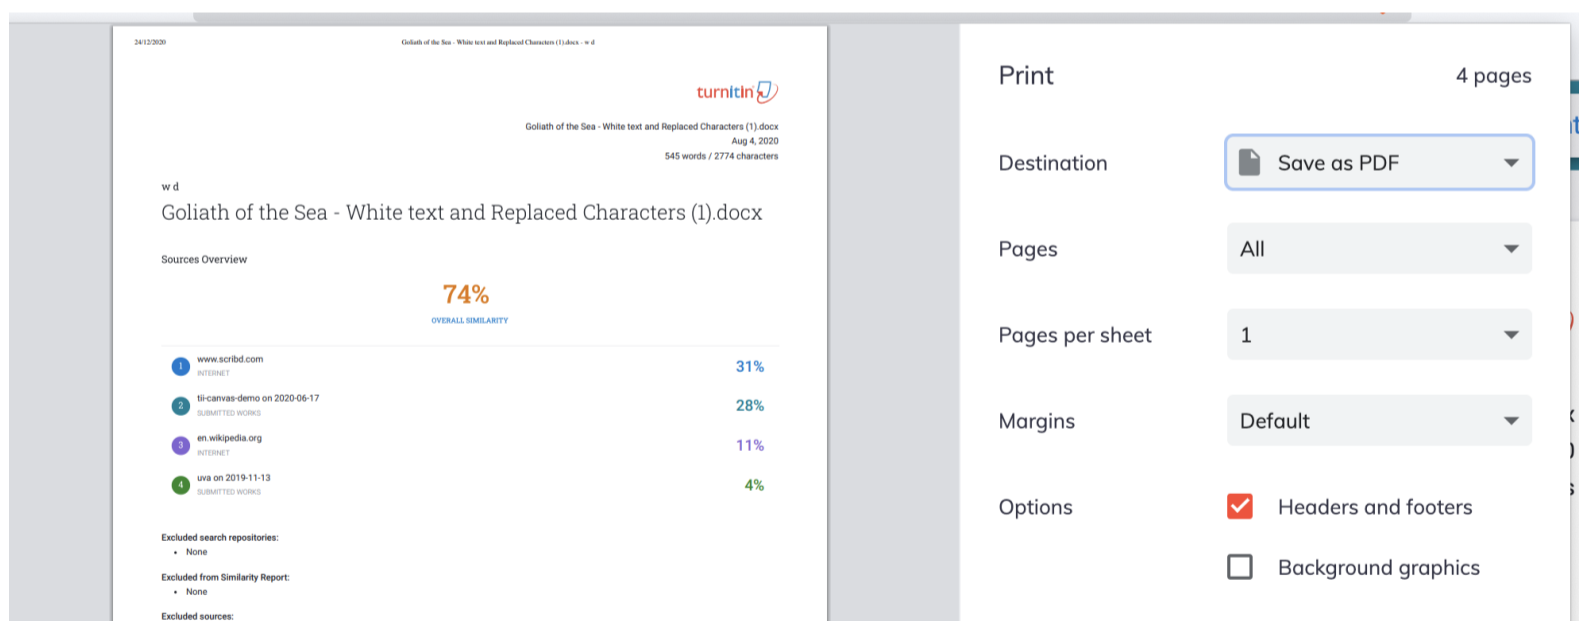 24/12/2020
Goliath of the Sea - White text and Replaced Characters (1).docx - w d
turnitin
Goliath of the Sea - White text and Replaced Characters (1).docx
Aug 4, 2020
545 words / 2774 characters
w d
Goliath of the Sea - White text and Replaced Characters (1).docx
Sources Overview
74%
OVERALL SIMILARITY
1 www.scribd.com 31%
INTERNET
2 tii-canvas-demo on 2020-06-17 28%
SUBMITTED WORKS
3 en.wikipedia.org 11%
INTERNET
4 uva on 2019-11-13 4%
SUBMITTED WORKS
Excluded search repositories:
• None
Excluded from Similarity Report:
• None
Excluded sources:
Print 4 pages
Destination Save as PDF
Pages All
Pages per sheet 1
Margins Default
Options Headers and footers
Background graphics